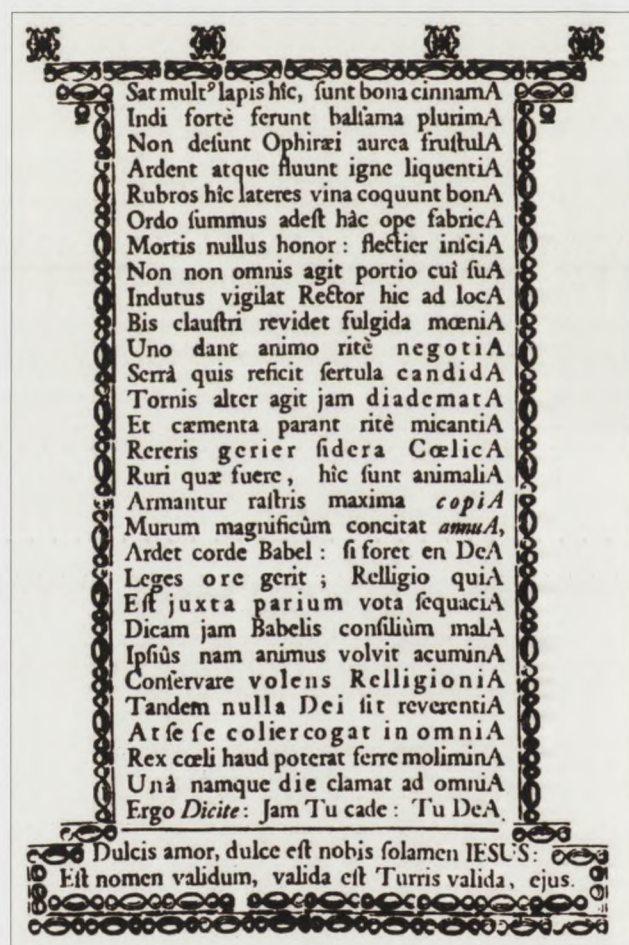 Sat multꝰ lapis hîc, ſunt bona cinnamA
Indi fortè ferunt balſama plurimA
Non deſunt Ophiræi aurea fruſtulA
Ardent atque fluunt igne liquentiA
Rubros hîc lateres vina coquunt bonA
Ordo ſummus adeſt hàc ope fabricA
Mortis nullus honor: flectier inſciA
Non non omnis agit portio cui ſuA
Indutus vigilat Rector hic ad locA
Bis clauſtri revidet fulgida mœniA
Uno dant animo ritè negotiA
Serrà quis reficit ſertula candidA
Tornis alter agit jam diadematA
Et cæmenta parant ritè micantiA
Rereris gerier ſidera CœlicA
Ruri quæ fuere, hîc ſunt animaliA
Armantur raſtris maxima copiA
Murum magnificûm concitat annuA,
Ardet corde Babel: ſi foret en DeA
Leges ore gerit; Relligio quiA
Eſt juxta parium vota ſequaciA
Dicam jam Babelis conſiliùm malA
Ipſiûs nam animus volvit acuminA
Conſervare volens RelligioniA
Tandem nulla Dei ſit reverentiA
At ſe ſe coliercogat in omniA
Rex cœli haud poterat ferre moliminA
Unà namque die clamat ad omniA
Ergo Dicite: Jam Tu cade: Tu DeA.
Dulcis amor, dulce eſt nobis ſolamen IESUS:
Eſt nomen validum, valida eſt Turris valida, ejus.